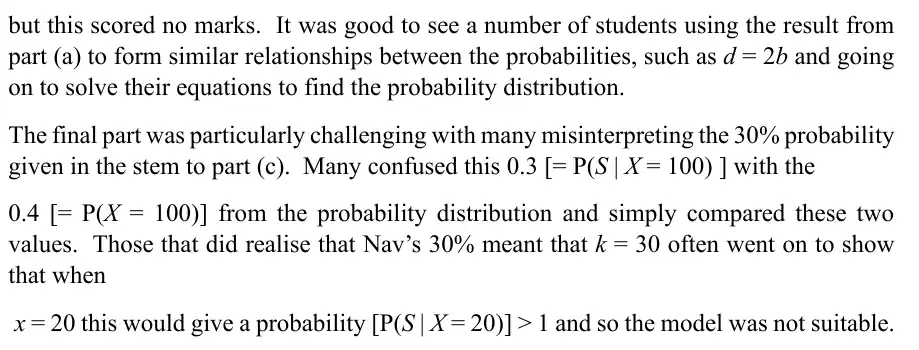 but this scored no marks. It was good to see a number of students using the result from
part (a) to form similar relationships between the probabilities, such as d = 2b and going
on to solve their equations to find the probability distribution.
The final part was particularly challenging with many misinterpreting the 30% probability
given in the stem to part (c). Many confused this 0.3 [= P(S | X = 100) ] with the
0.4 [= P(X = 100)] from the probability distribution and simply compared these two
values. Those that did realise that Nav’s 30% meant that k = 30 often went on to show
that when
x = 20 this would give a probability [P(S | X = 20)] > 1 and so the model was not suitable.